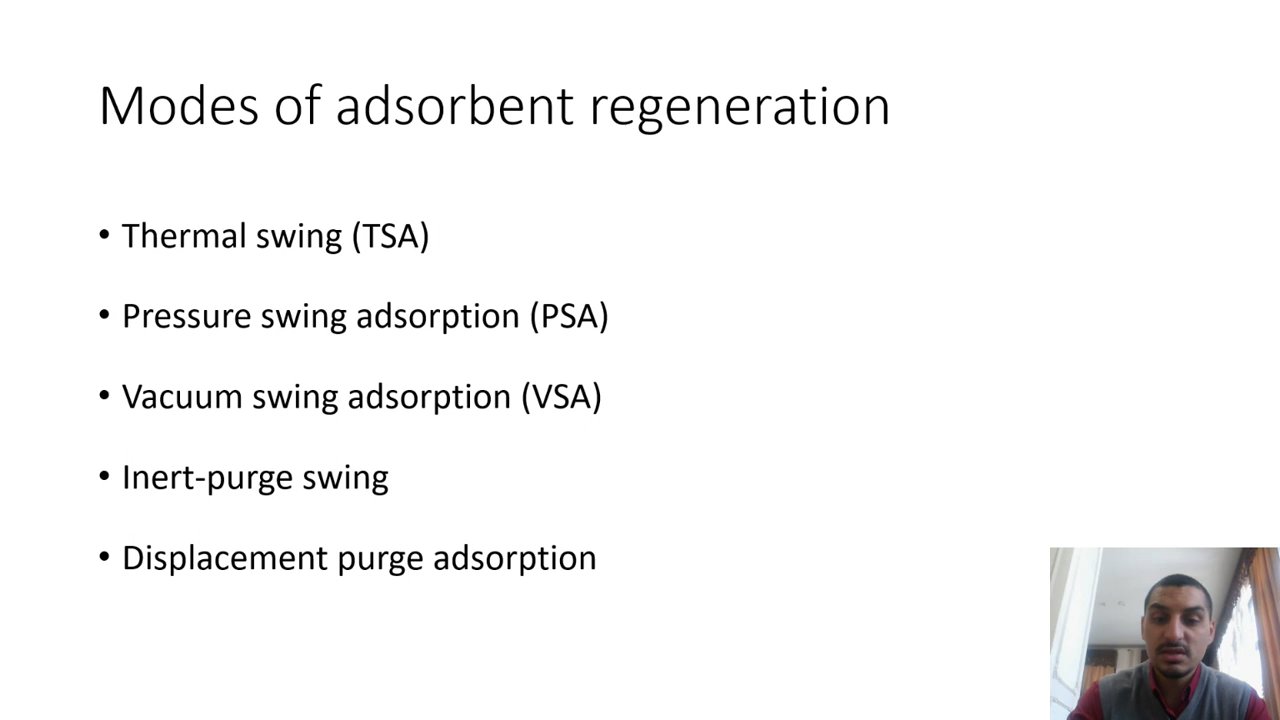 Modes of adsorbent regeneration
• Thermal swing (TSA)
• Pressure swing adsorption (PSA)
• Vacuum swing adsorption (VSA)
• Inert-purge swing
• Displacement purge adsorption